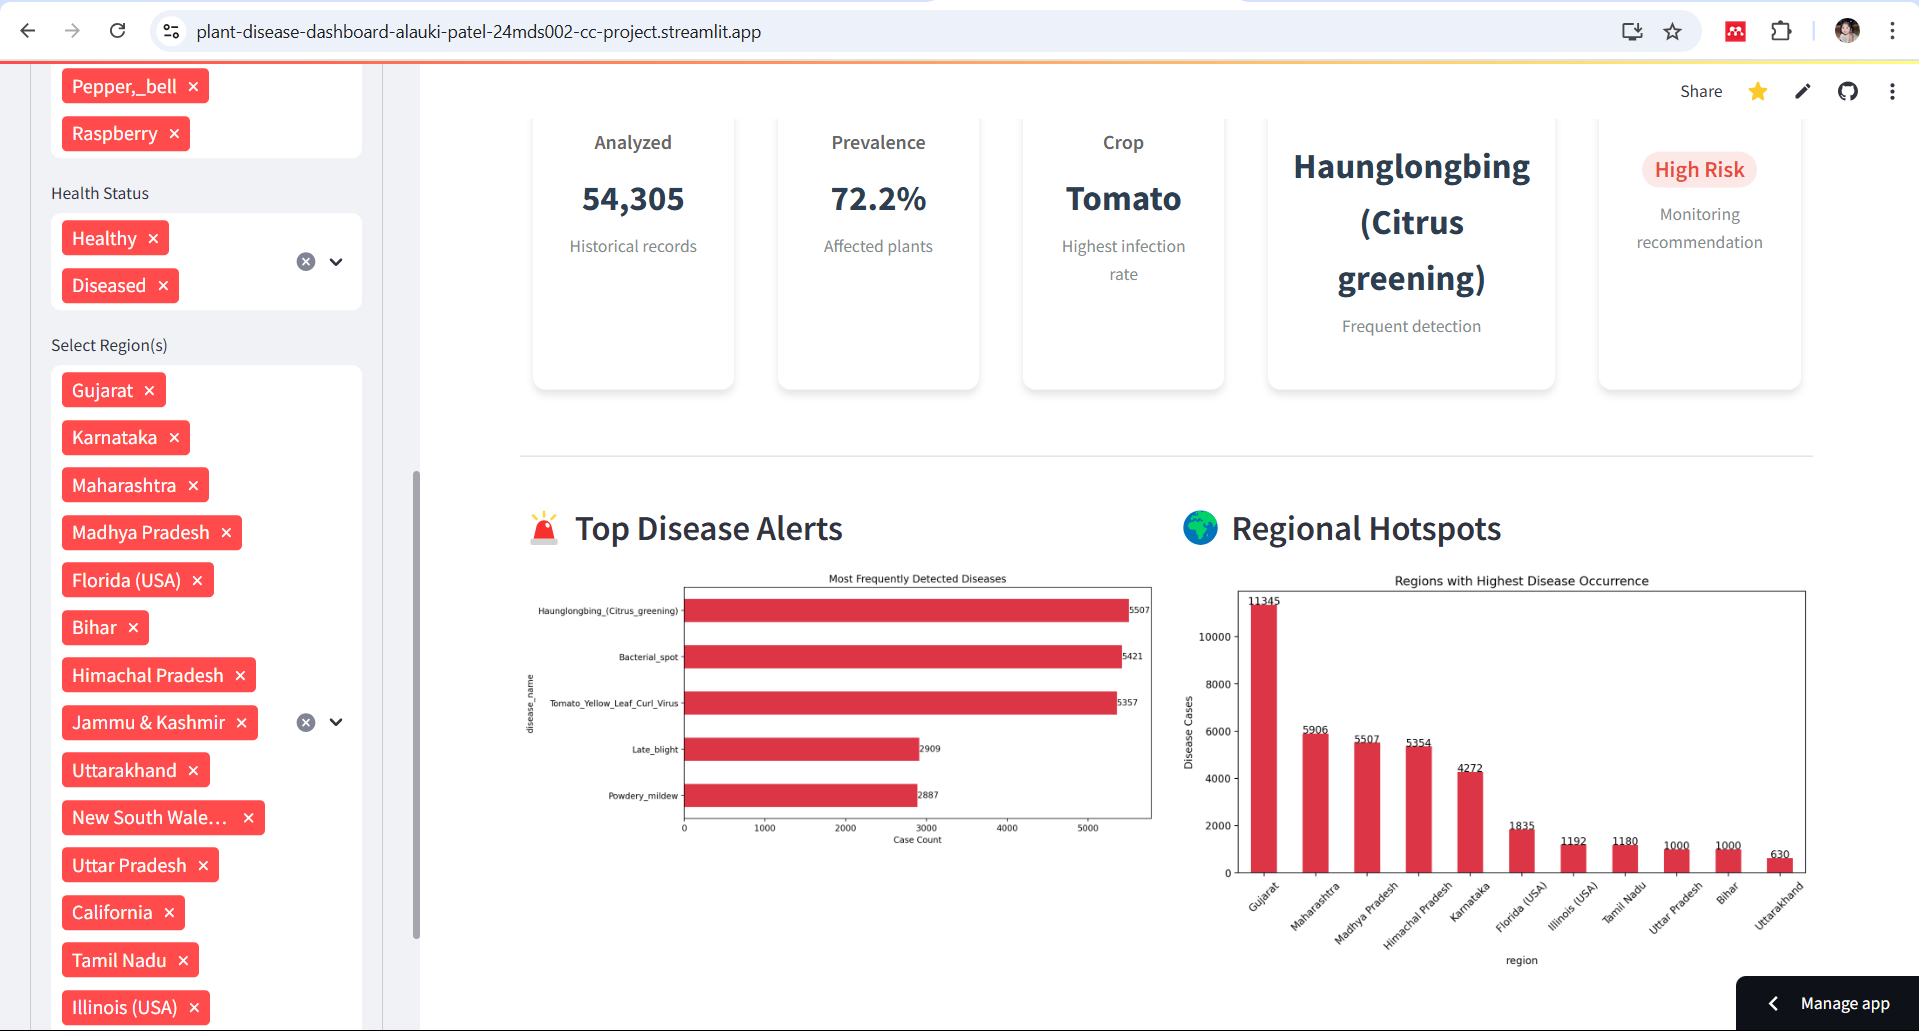 plant-disease-dashboard-alauki-patel-24mds002-cc-project.streamlit.app
Share
Pepper,_bell ×
Raspberry ×
Health Status
Healthy ×
Diseased ×
Select Region(s)
Gujarat ×
Karnataka ×
Maharashtra ×
Madhya Pradesh ×
Florida (USA) ×
Bihar ×
Himachal Pradesh ×
Jammu & Kashmir ×
Uttarakhand ×
New South Wale... ×
Uttar Pradesh ×
California ×
Tamil Nadu ×
Illinois (USA) ×
Analyzed
54,305
Historical records
Prevalence
72.2%
Affected plants
Crop
Tomato
Highest infection
rate
Haunglongbing
(Citrus
greening)
Frequent detection
High Risk
Monitoring
recommendation
Top Disease Alerts
Most Frequently Detected Diseases
disease_name
Haunglongbing_(Citrus_greening)
5507
Bacterial_spot
5421
Tomato_Yellow_Leaf_Curl_Virus
5357
Late_blight
2909
Powdery_mildew
2887
0 1000 2000 3000 4000 5000
Case Count
Regional Hotspots
Regions with Highest Disease Occurrence
Disease Cases
10000
8000
6000
4000
2000
0
11345
5906
5507
5354
4272
1835
1192
1180
1000
1000
630
Gujarat
Maharashtra
Madhya Pradesh
Himachal Pradesh
Karnataka
Florida (USA)
Illinois (USA)
Tamil Nadu
Uttar Pradesh
Bihar
Uttarakhand
region
Manage app